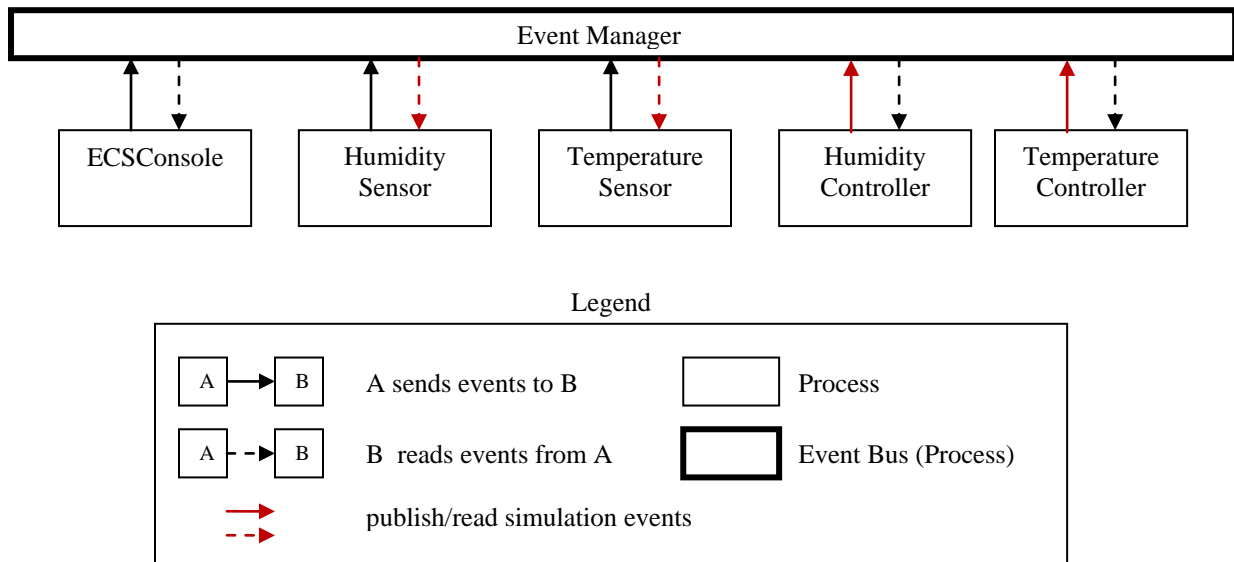 Event Manager
ECSConsole
Humidity
Sensor
Temperature
Sensor
Humidity
Controller
Temperature
Controller
Legend
A B A sends events to B Process
A B B reads events from A Event Bus (Process)
publish/read simulation events